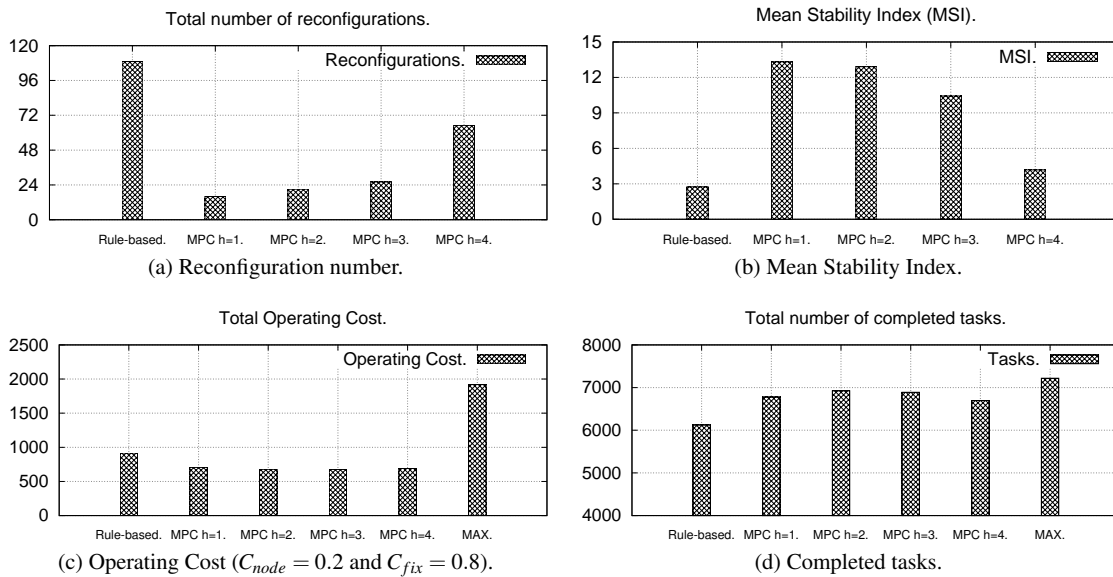 Total number of reconfigurations.
120
96
72
48
24
0
Reconfigurations.
Rule-based. MPC h=1. MPC h=2. MPC h=3. MPC h=4.
(a) Reconfiguration number.
Mean Stability Index (MSI).
15
12
9
6
3
0
MSI.
Rule-based. MPC h=1. MPC h=2. MPC h=3. MPC h=4.
(b) Mean Stability Index.
Total Operating Cost.
2500
2000
1500
1000
500
0
Operating Cost.
Rule-based. MPC h=1. MPC h=2. MPC h=3. MPC h=4. MAX.
(c) Operating Cost (C_node = 0.2 and C_fix = 0.8).
Total number of completed tasks.
8000
7000
6000
5000
4000
Tasks.
Rule-based. MPC h=1. MPC h=2. MPC h=3. MPC h=4. MAX.
(d) Completed tasks.